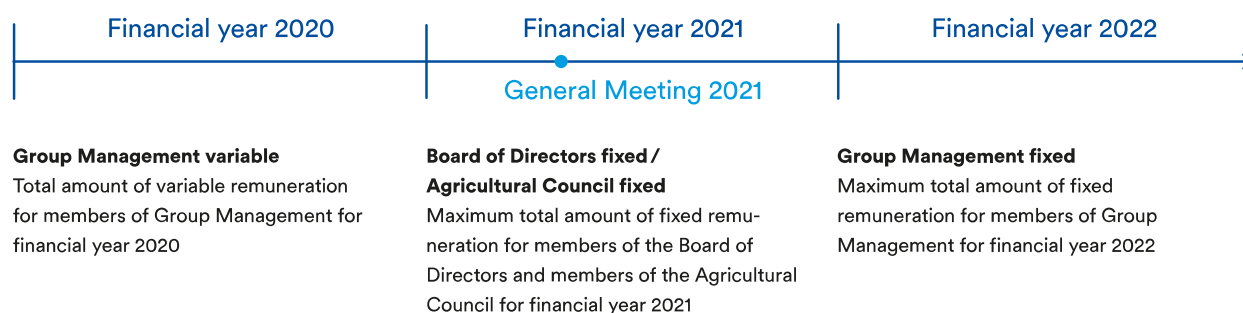 Financial year 2020
Financial year 2021
Financial year 2022
General Meeting 2021
Group Management variable
Total amount of variable remuneration
for members of Group Management for
financial year 2020
Board of Directors fixed /
Agricultural Council fixed
Maximum total amount of fixed remu-
neration for members of the Board of
Directors and members of the Agricultural
Council for financial year 2021
Group Management fixed
Maximum total amount of fixed
remuneration for members of Group
Management for financial year 2022